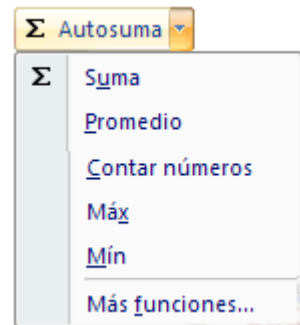 Σ Autosuma
Σ Suma
Promedio
Contar números
Máx
Mín
Más funciones...